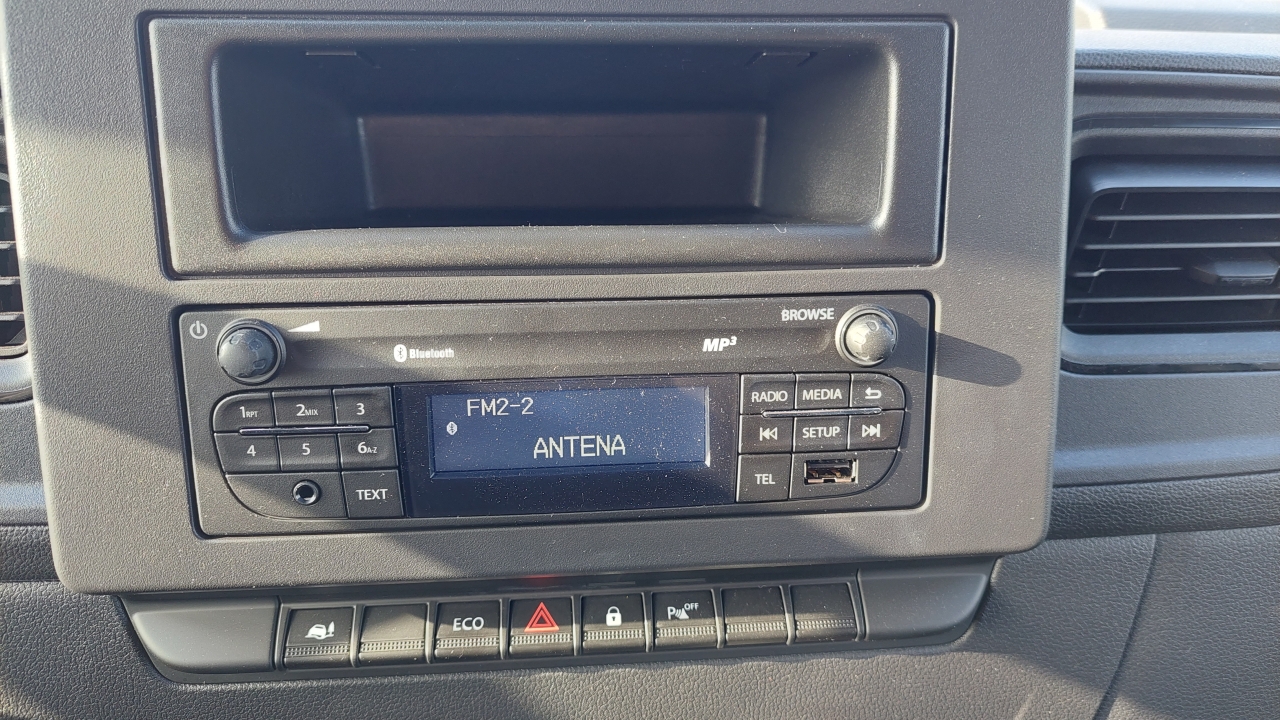 BROWSE
Bluetooth
MP3
1RPT 2MIX 3
FM2-2
RADIO MEDIA
4 5 6A-Z
ANTENA
SETUP
TEXT
TEL
ECO
P OFF